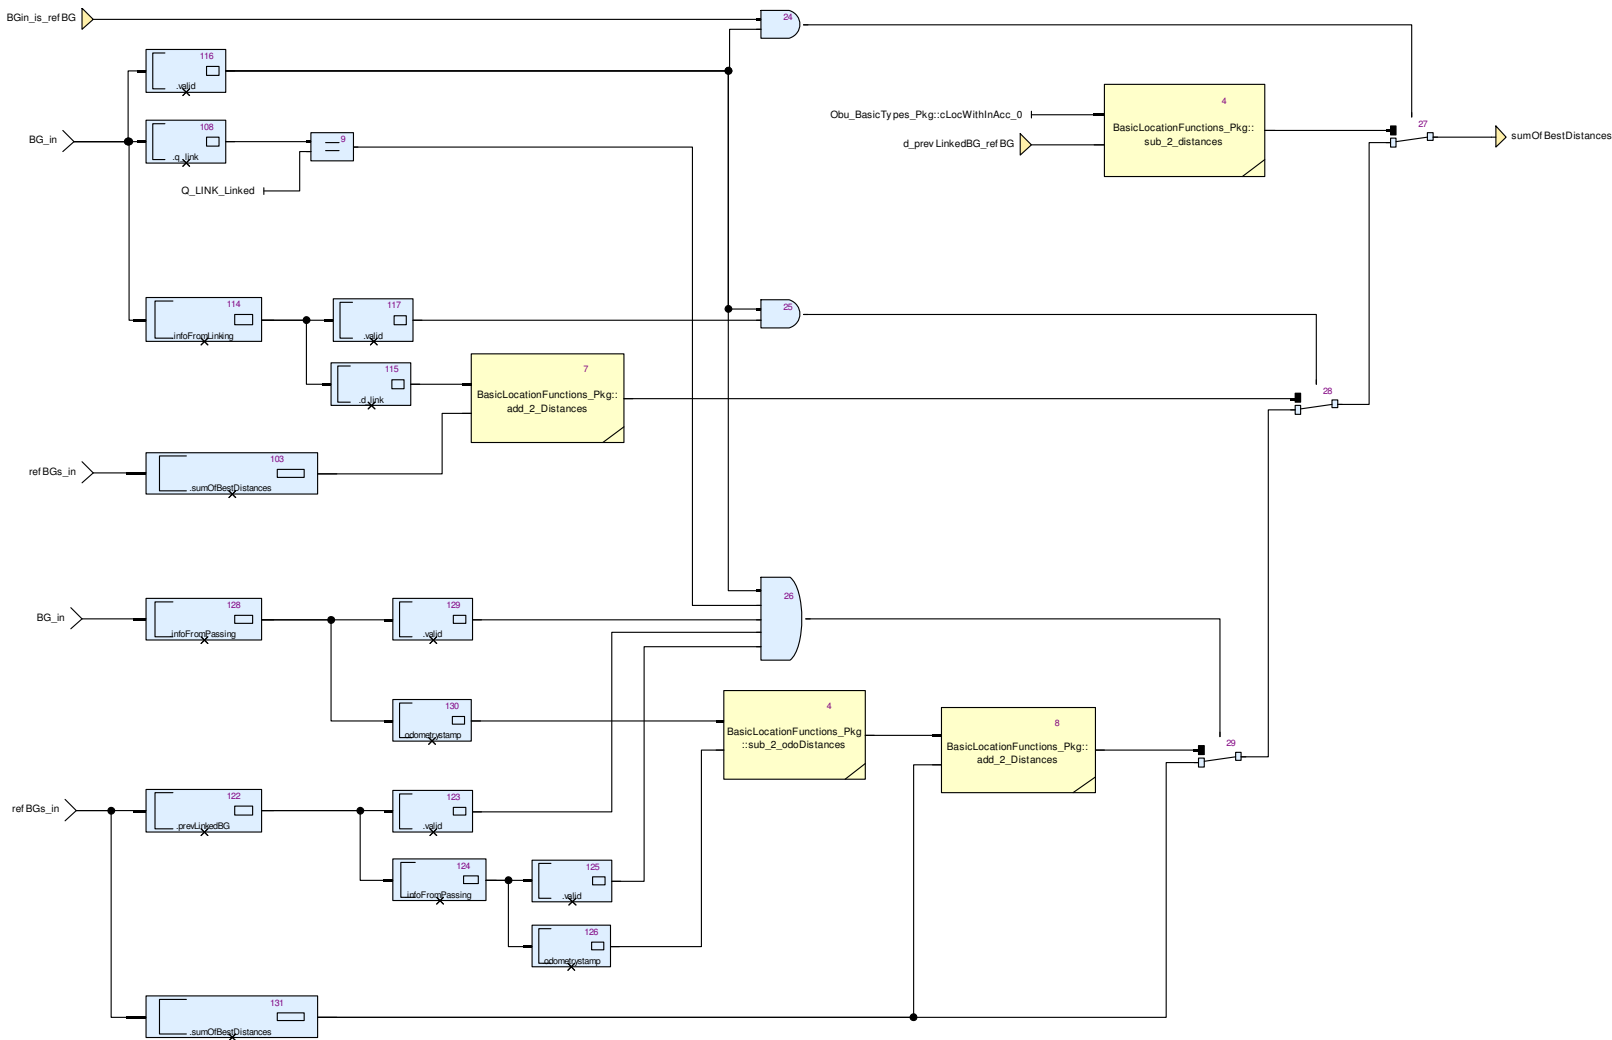 BGin_is_refBG
24
116
.valid
4
Obu_BasicTypes_Pkg::cLocWithInAcc_0
BasicLocationFunctions_Pkg::
sub_2_distances
27
sumOfBestDistances
108
BG_in
.q_link
9
d_prevLinkedBG_refBG
Q_LINK_Linked
114
.infoFromLinking
117
.valid
25
115
.d_link
7
BasicLocationFunctions_Pkg::
add_2_Distances
28
103
refBGs_in
.sumOfBestDistances
26
128
BG_in
.infoFromPassing
129
.valid
130
.odometrystamp
4
BasicLocationFunctions_Pkg
::sub_2_odoDistances
8
BasicLocationFunctions_Pkg::
add_2_Distances
29
122
refBGs_in
.prevLinkedBG
123
.valid
124
.infoFromPassing
125
.valid
126
.odometrystamp
131
.sumOfBestDistances